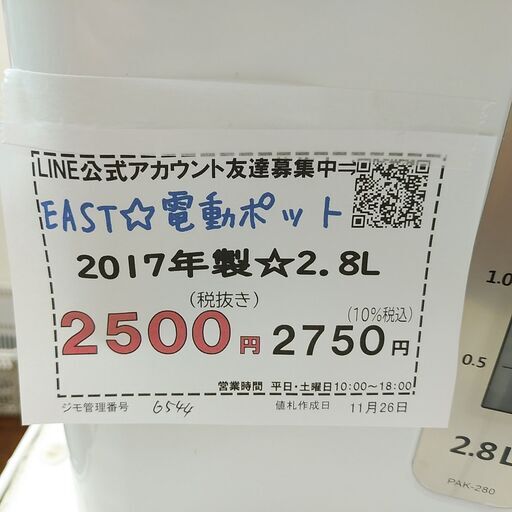 LINE公式アカウント友達募集中⇒
EAST☆電動ポット
2017年製☆2.8L
(税抜き)
(10%税込)
2500円 2750円
営業時間 平日・土曜日10:00～18:00
ジモ管理番号 6544 値札作成日 11月26日
1.0
0.5
2.8L
PAK-280